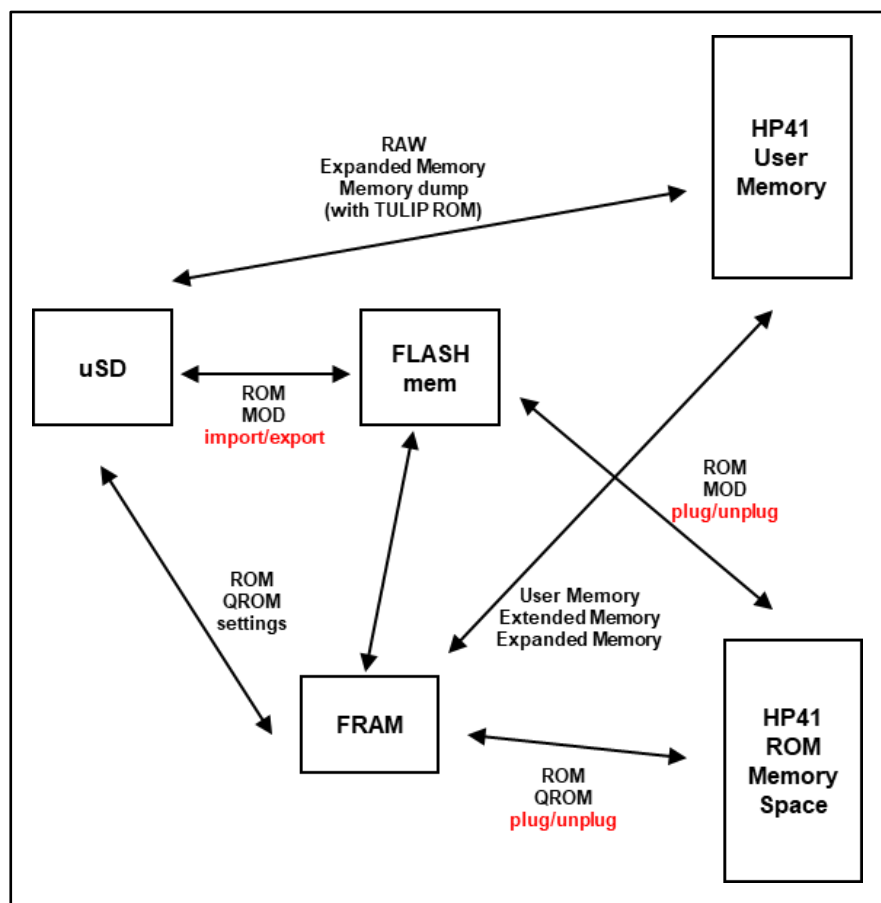 HP41
User
Memory
RAW
Expanded Memory
Memory dump
(with TULIP ROM)
uSD
FLASH
mem
ROM
MOD
import/export
ROM
MOD
plug/unplug
ROM
QROM
settings
User Memory
Extended Memory
Expanded Memory
FRAM
HP41
ROM
Memory
Space
ROM
QROM
plug/unplug